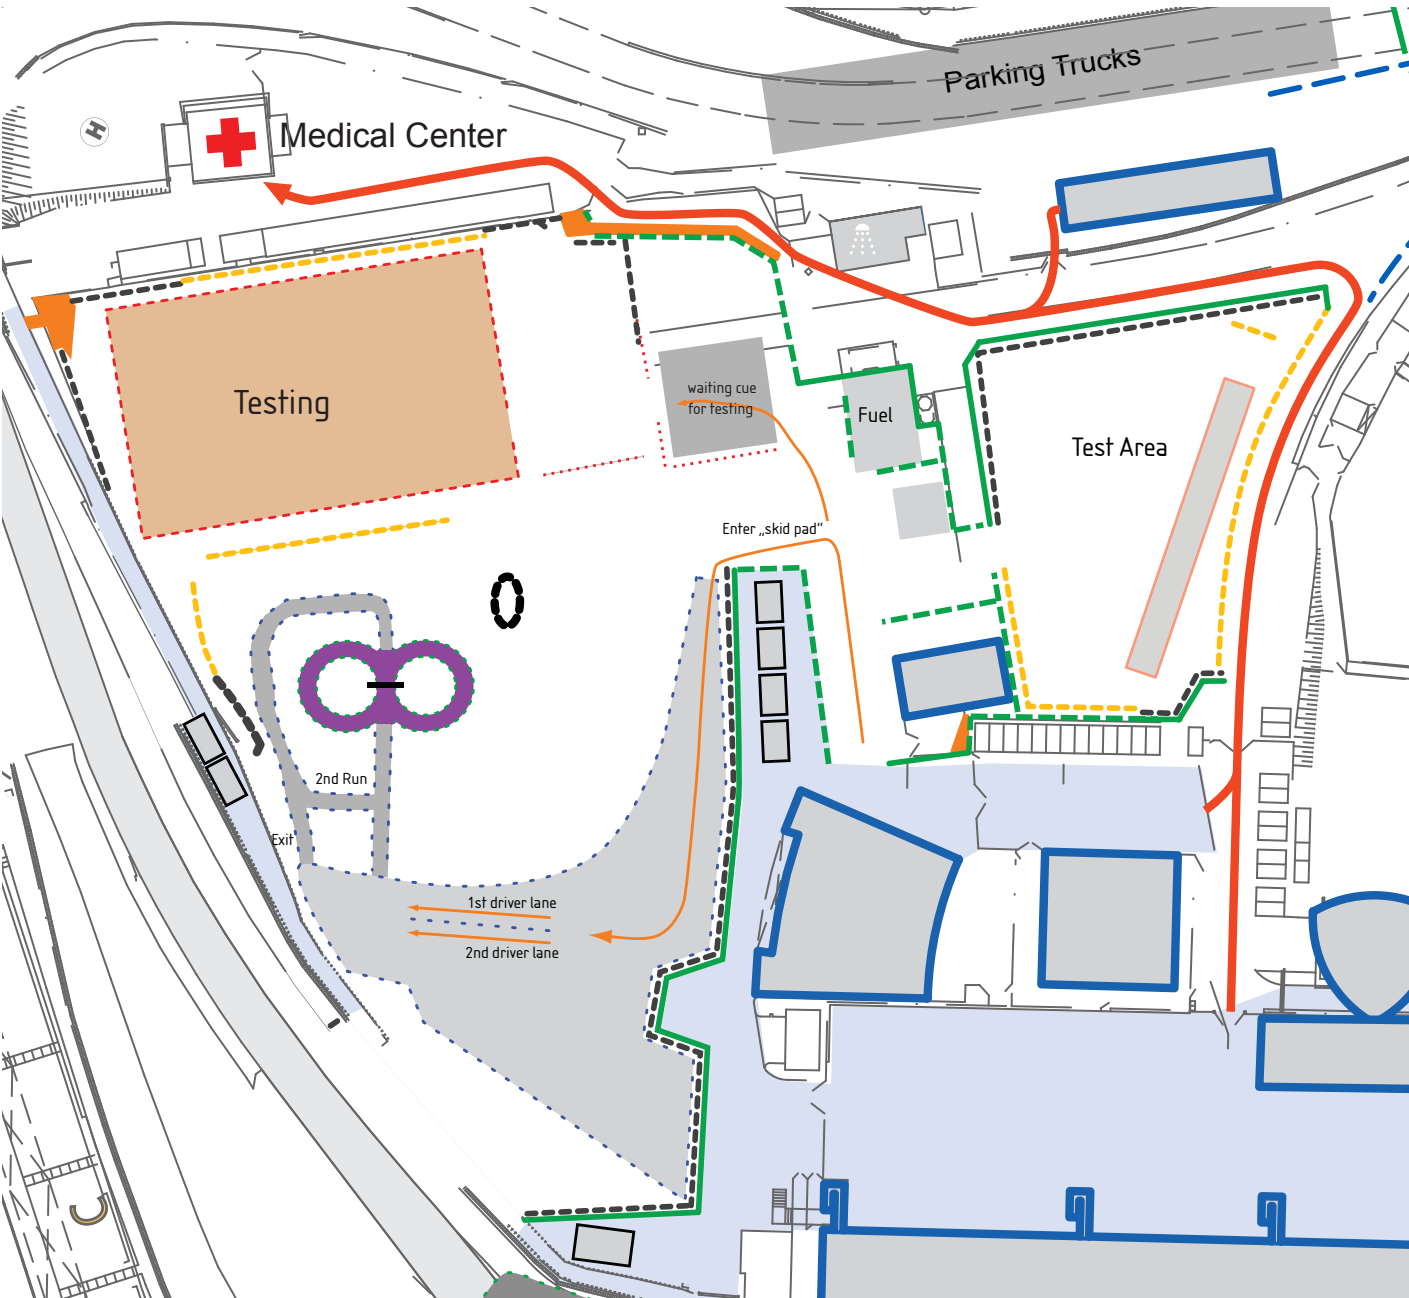 Parking Trucks
H
Medical Center
waiting cue
for testing
Testing
Fuel
Test Area
Enter „skid pad“
2nd Run
Exit
1st driver lane
2nd driver lane